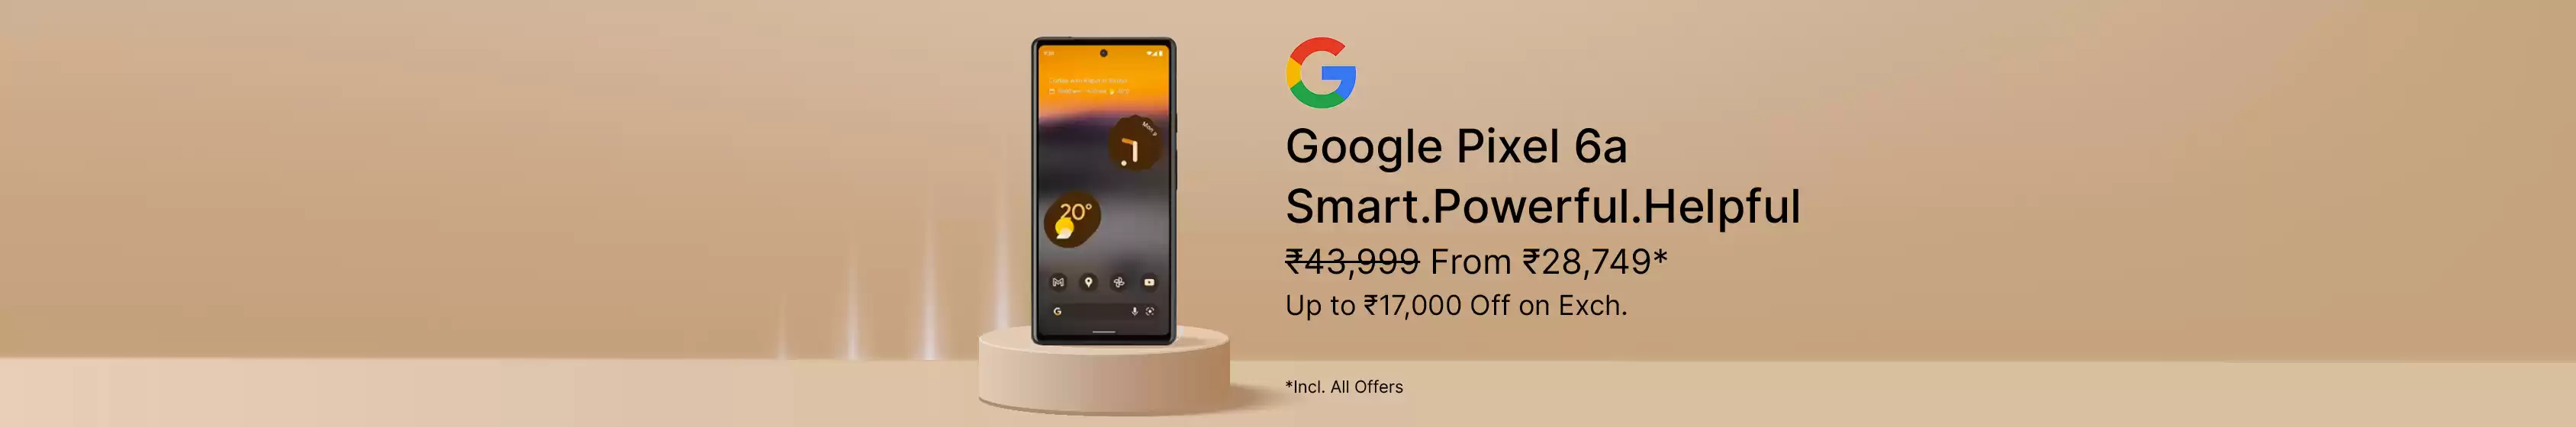 20°
Google Pixel 6a
Smart.Powerful.Helpful
₹43,999 From ₹28,749*
Up to ₹17,000 Off on Exch.
*Incl. All Offers